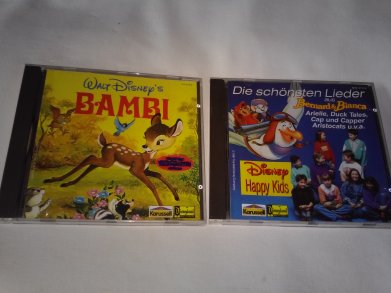 WALT DISNEY'S
BAMBI
Karussell
Die schönsten Lieder
aus
Bernard & Bianca
Arielle, Duck Tales,
Cap und Capper
Aristocats u.v.a.
DISNEY
Happy Kids
Karussell